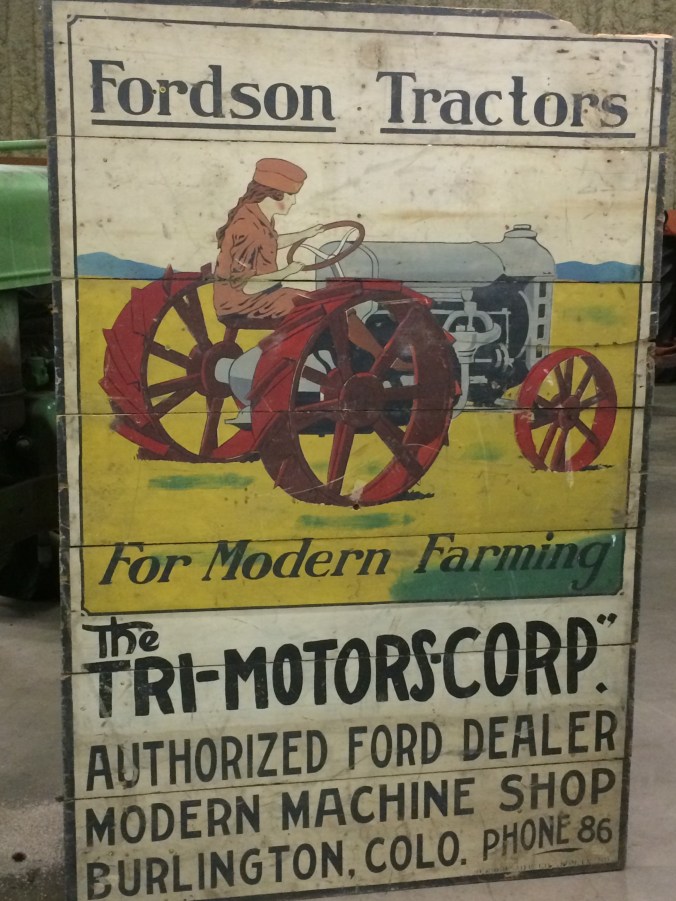 Fordson Tractors
For Modern Farming
The
TRI-MOTORS-CORP."
AUTHORIZED FORD DEALER
MODERN MACHINE SHOP
BURLINGTON, COLO. PHONE 86